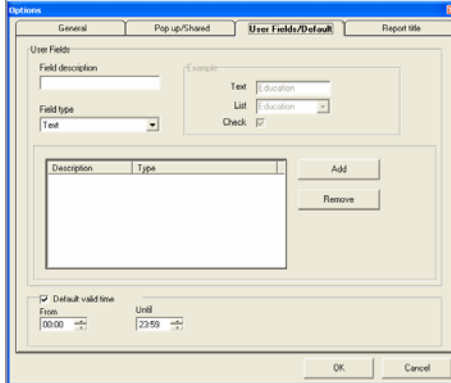 Options
General
Pop up/Shared
User Fields/Default
Report title
User Fields
Field description
Example
Text
Education
Field type
List
Education
Text
Check
Description
Type
Add
Remove
Default valid time
From
Until
00:00
23:59
OK
Cancel